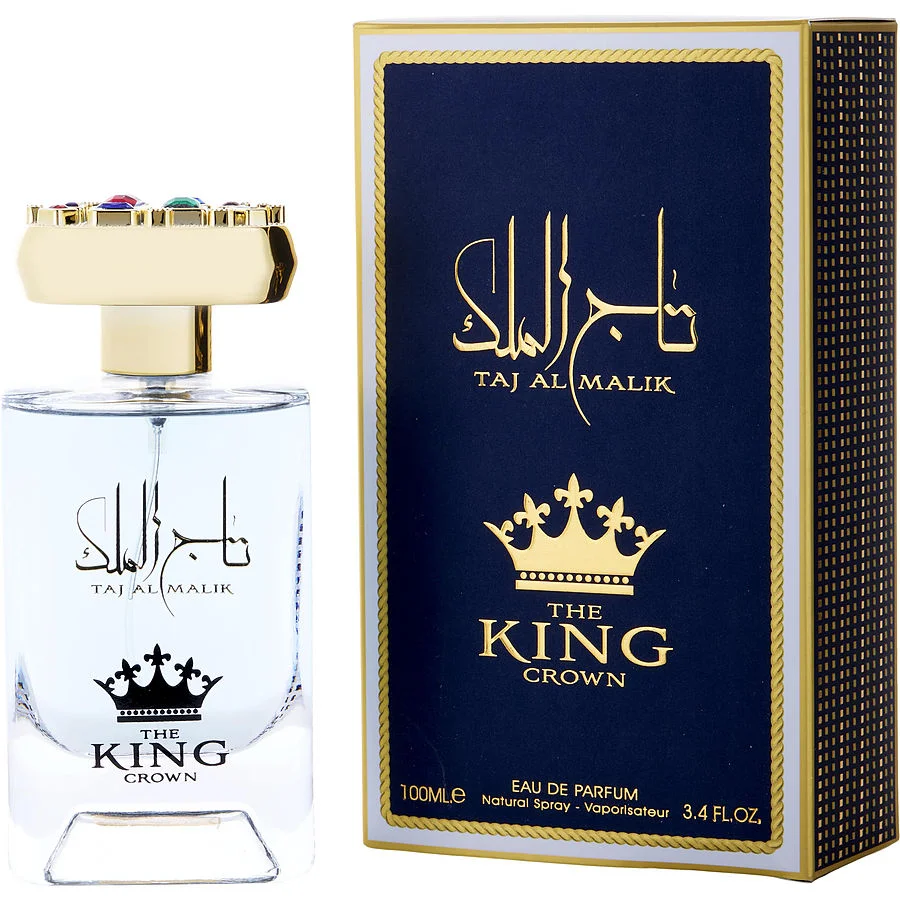 تاج الملك
TAJ AL MALIK
THE
KING
CROWN
تاج الملك
TAJ AL MALIK
THE
KING
CROWN
100ML.e
EAU DE PARFUM
Natural Spray - Vaporisateur
3.4 FL.OZ.